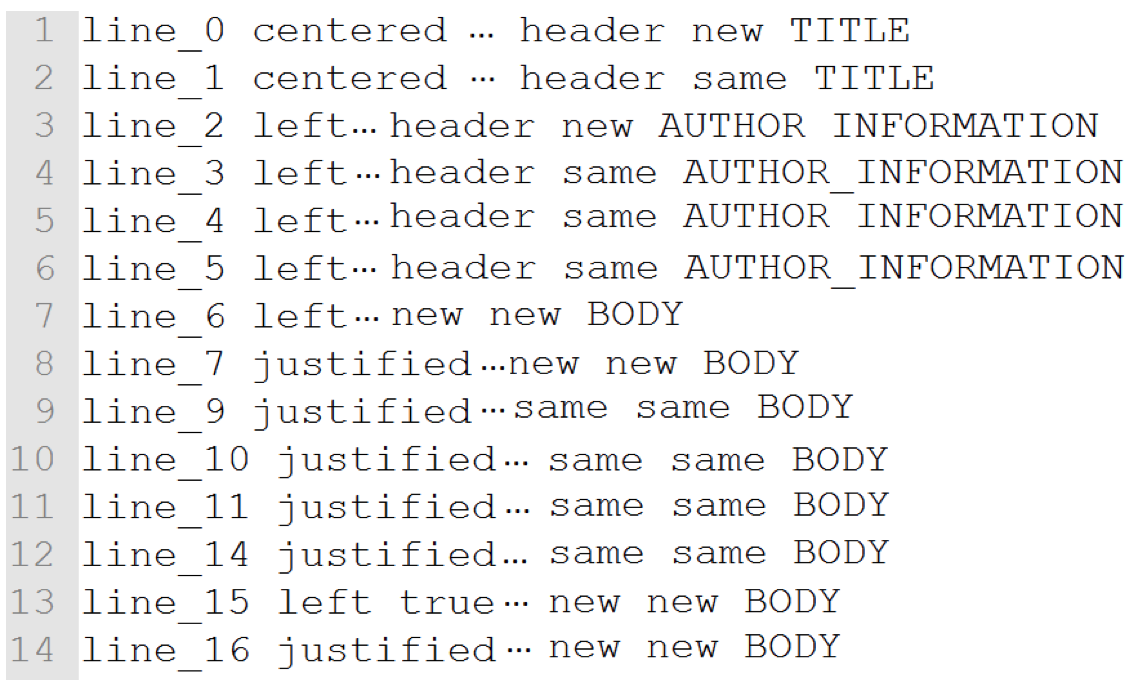 1 line_0 centered … header new TITLE
2 line_1 centered … header same TITLE
3 line_2 left… header new AUTHOR INFORMATION
4 line_3 left… header same AUTHOR_INFORMATION
5 line_4 left… header same AUTHOR INFORMATION
6 line_5 left… header same AUTHOR_INFORMATION
7 line_6 left… new new BODY
8 line_7 justified…new new BODY
9 line_9 justified…same same BODY
10 line_10 justified… same same BODY
11 line_11 justified… same same BODY
12 line_14 justified… same same BODY
13 line_15 left true… new new BODY
14 line_16 justified… new new BODY